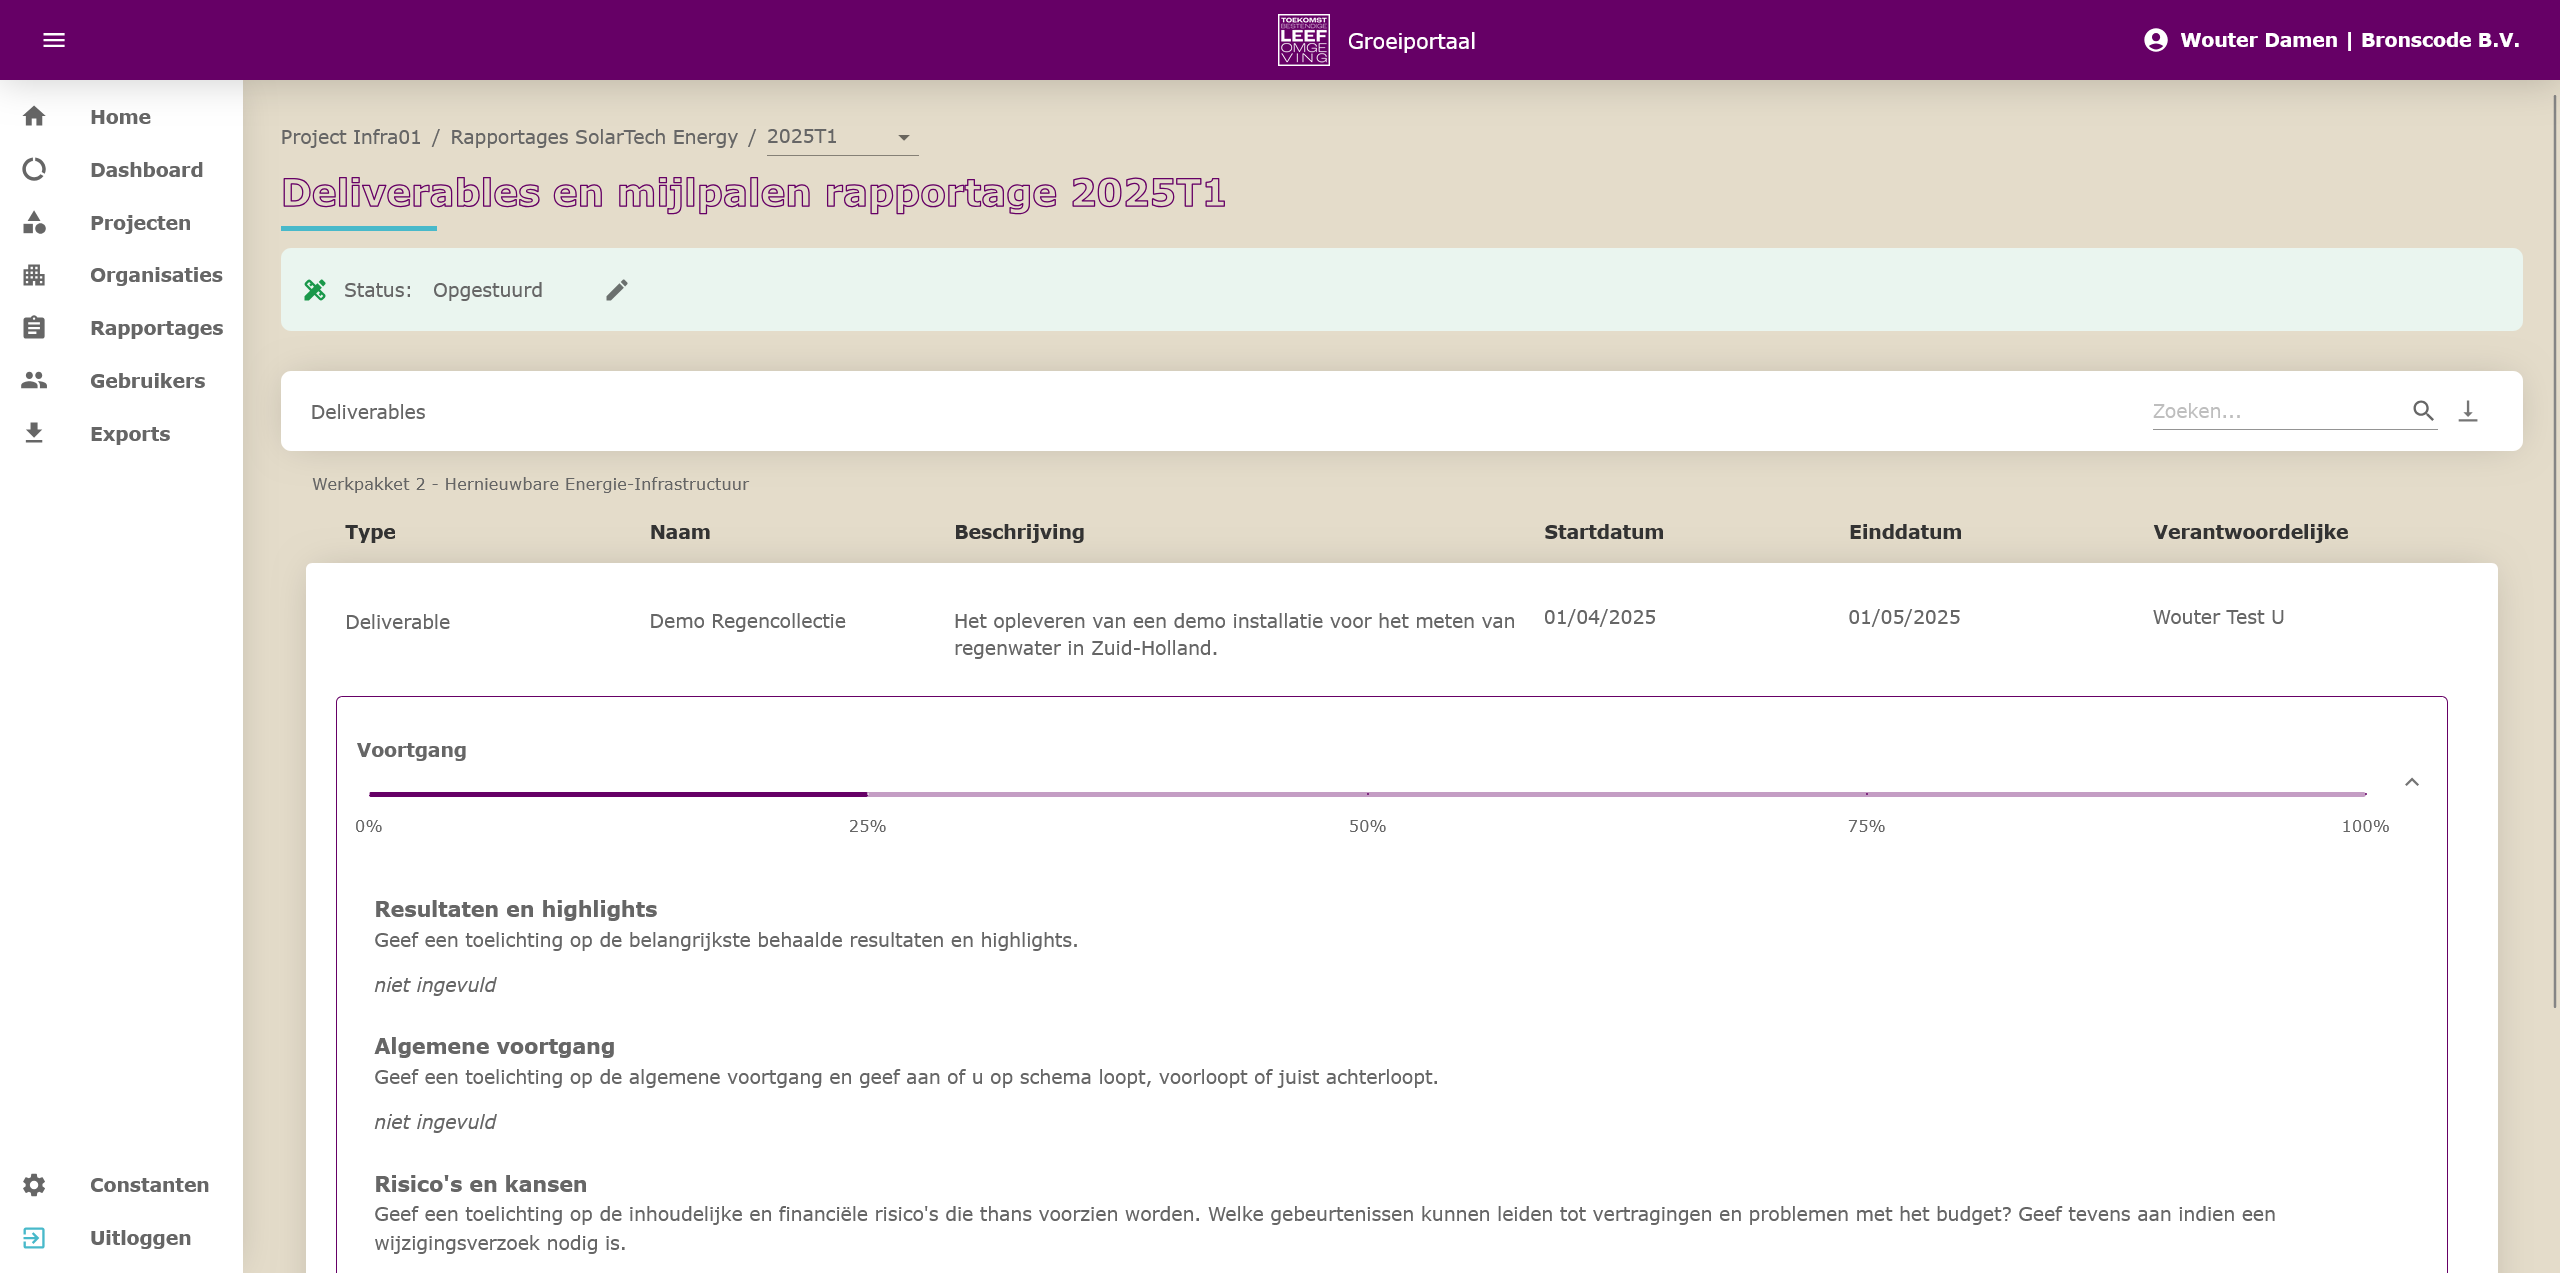 TOEKOMST
BESTENDIGE
LEEF
OMGE
VING
Groeiportaal
Wouter Damen | Bronscode B.V.
Home
Dashboard
Projecten
Organisaties
Rapportages
Gebruikers
Exports
Constanten
Uitloggen
Project Infra01 / Rapportages SolarTech Energy / 2025T1
Deliverables en mijlpalen rapportage 2025T1
Status: Opgestuurd
Deliverables
Zoeken...
Werkpakket 2 - Hernieuwbare Energie-Infrastructuur
Type Naam Beschrijving Startdatum Einddatum Verantwoordelijke
Deliverable Demo Regencollectie Het opleveren van een demo installatie voor het meten van 01/04/2025 01/05/2025 Wouter Test U
regenwater in Zuid-Holland.
Voortgang
0% 25% 50% 75% 100%
Resultaten en highlights
Geef een toelichting op de belangrijkste behaalde resultaten en highlights.
niet ingevuld
Algemene voortgang
Geef een toelichting op de algemene voortgang en geef aan of u op schema loopt, voorloopt of juist achterloopt.
niet ingevuld
Risico's en kansen
Geef een toelichting op de inhoudelijke en financiële risico's die thans voorzien worden. Welke gebeurtenissen kunnen leiden tot vertragingen en problemen met het budget? Geef tevens aan indien een
wijzigingsverzoek nodig is.